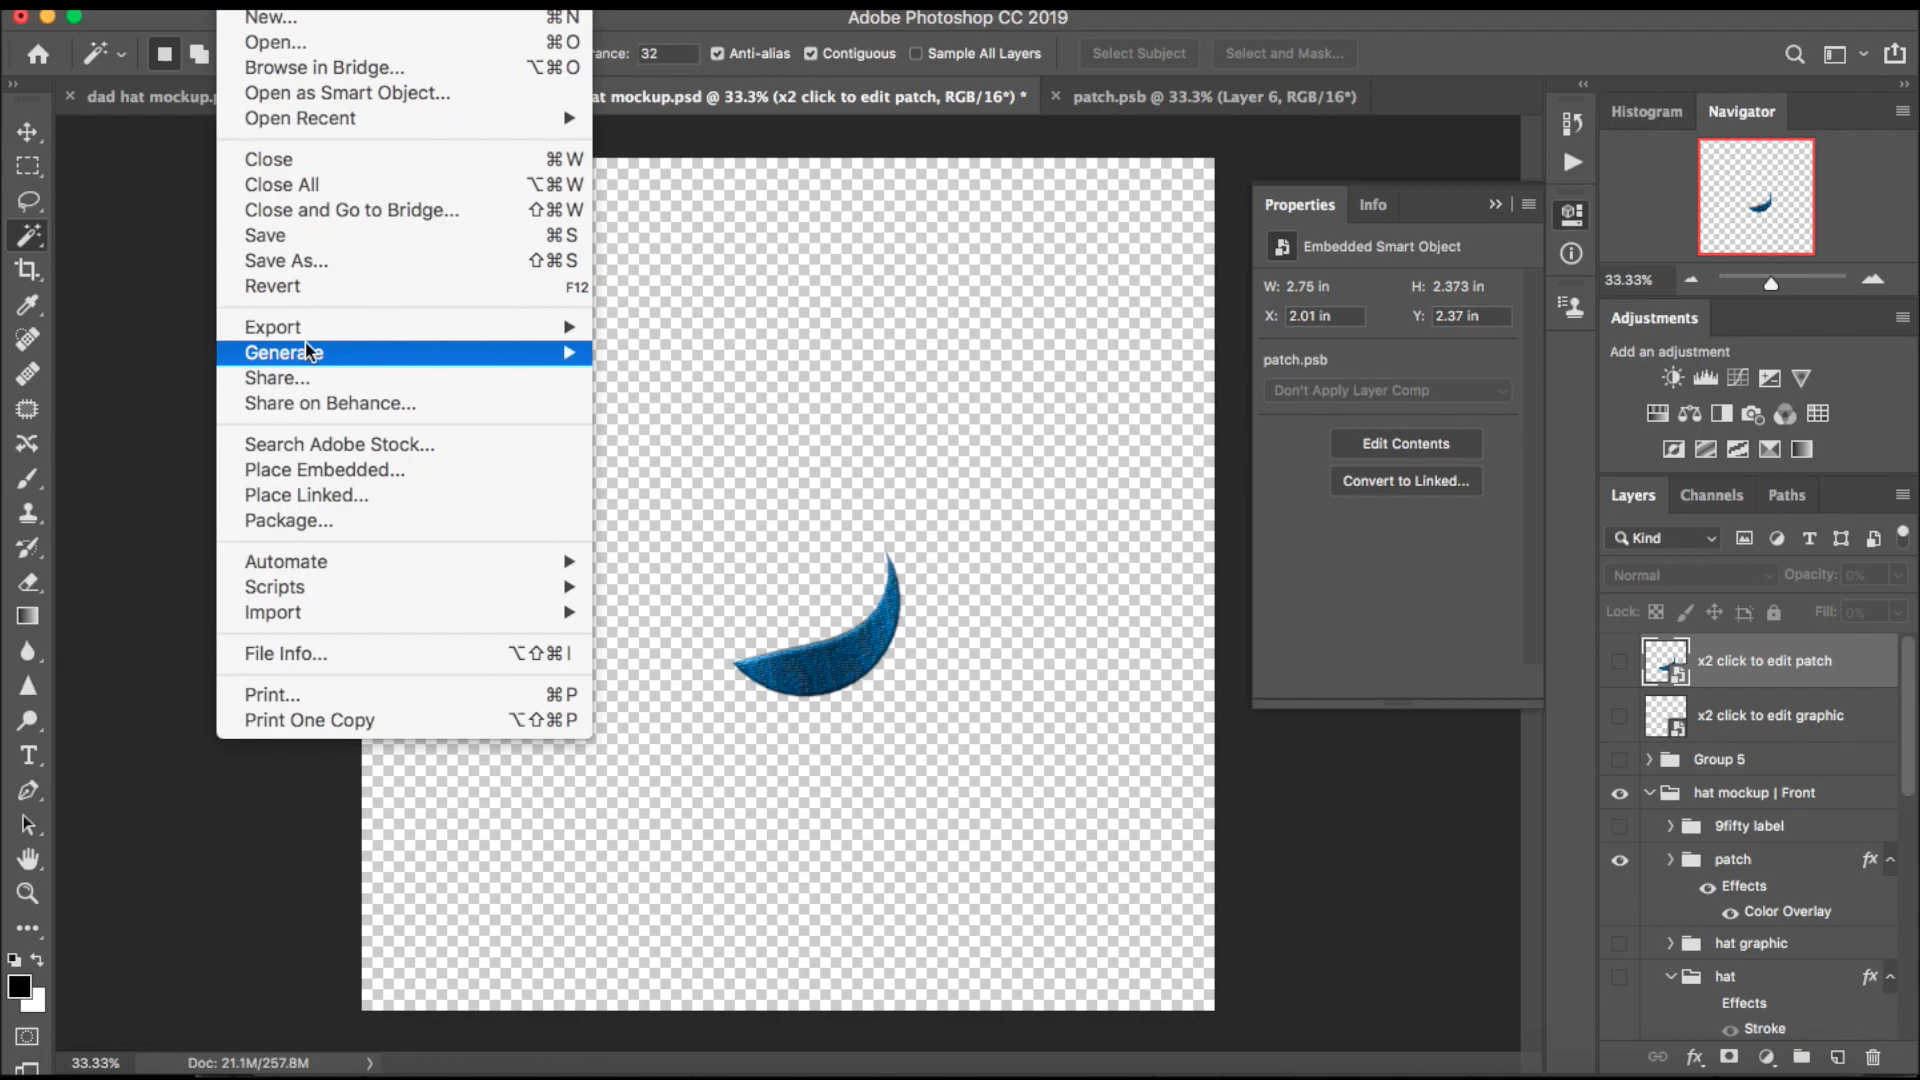 Adobe Photoshop CC 2019
New... ⌘N
Open... ⌘O
Browse in Bridge... ⌥⌘O
Open as Smart Object...
Open Recent
Close ⌘W
Close All ⌥⌘W
Close and Go to Bridge... ⇧⌘W
Save ⌘S
Save As... ⇧⌘S
Revert F12
Export
Generate
Share...
Share on Behance...
Search Adobe Stock...
Place Embedded...
Place Linked...
Package...
Automate
Scripts
Import
File Info... ⌥⇧⌘I
Print... ⌘P
Print One Copy ⌥⇧⌘P
ance: 32 Anti-alias Contiguous Sample All Layers Select Subject Select and Mask...
× dad hat mockup.p at mockup.psd @ 33.3% (x2 click to edit patch, RGB/16*) * × patch.psb @ 33.3% (Layer 6, RGB/16*)
Properties Info
Embedded Smart Object
W: 2.75 in H: 2.373 in
X: 2.01 in Y: 2.37 in
patch.psb
Don't Apply Layer Comp
Edit Contents
Convert to Linked...
Histogram Navigator
33.33%
Adjustments
Add an adjustment
Layers Channels Paths
Kind
Normal Opacity: 0%
Lock: Fill: 0%
x2 click to edit patch
x2 click to edit graphic
Group 5
hat mockup | Front
9fifty label
patch fx
Effects
Color Overlay
hat graphic
hat fx
Effects
Stroke
fx
33.33% Doc: 21.1M/257.8M